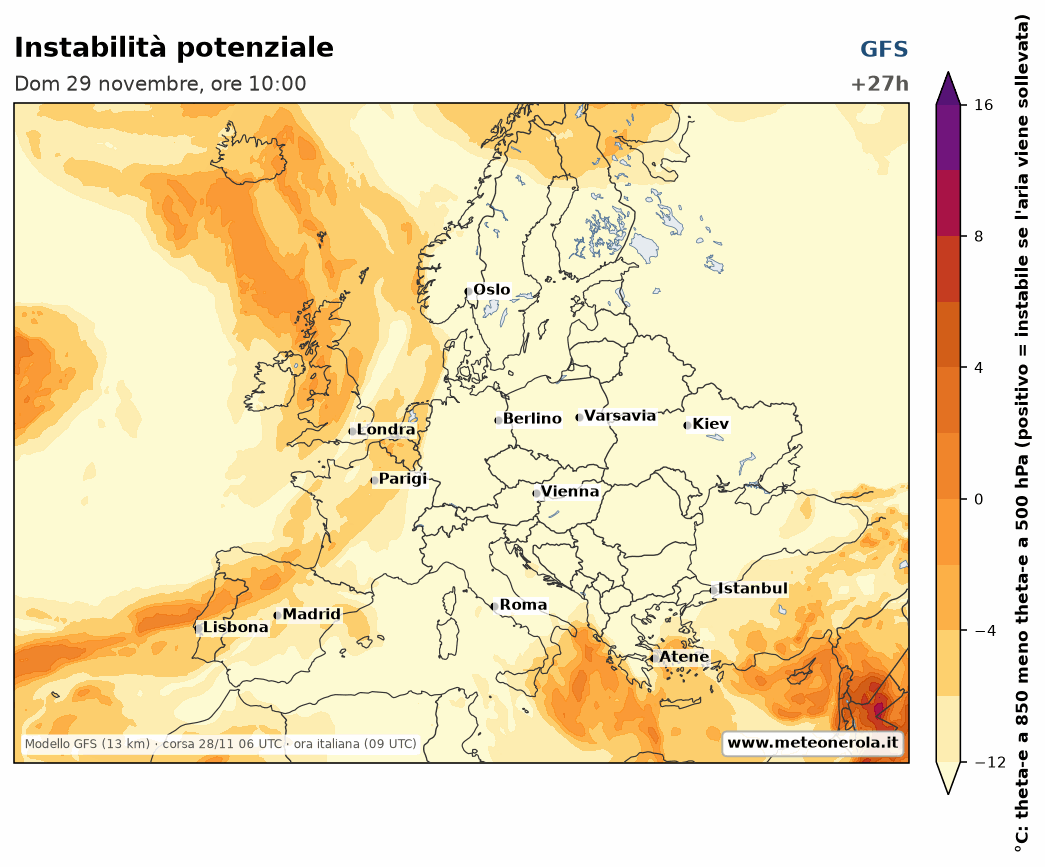 Instabilità potenziale
GFS
Dom 29 novembre, ore 10:00
+27h
Oslo
Berlino
Varsavia
Kiev
Londra
Parigi
Vienna
Istanbul
Roma
Madrid
Lisbona
Atene
Modello GFS (13 km) · corsa 28/11 06 UTC · ora italiana (09 UTC)
www.meteonerola.it
16
8
4
0
−4
−12
°C: theta-e a 850 meno theta-e a 500 hPa (positivo = instabile se l'aria viene sollevata)